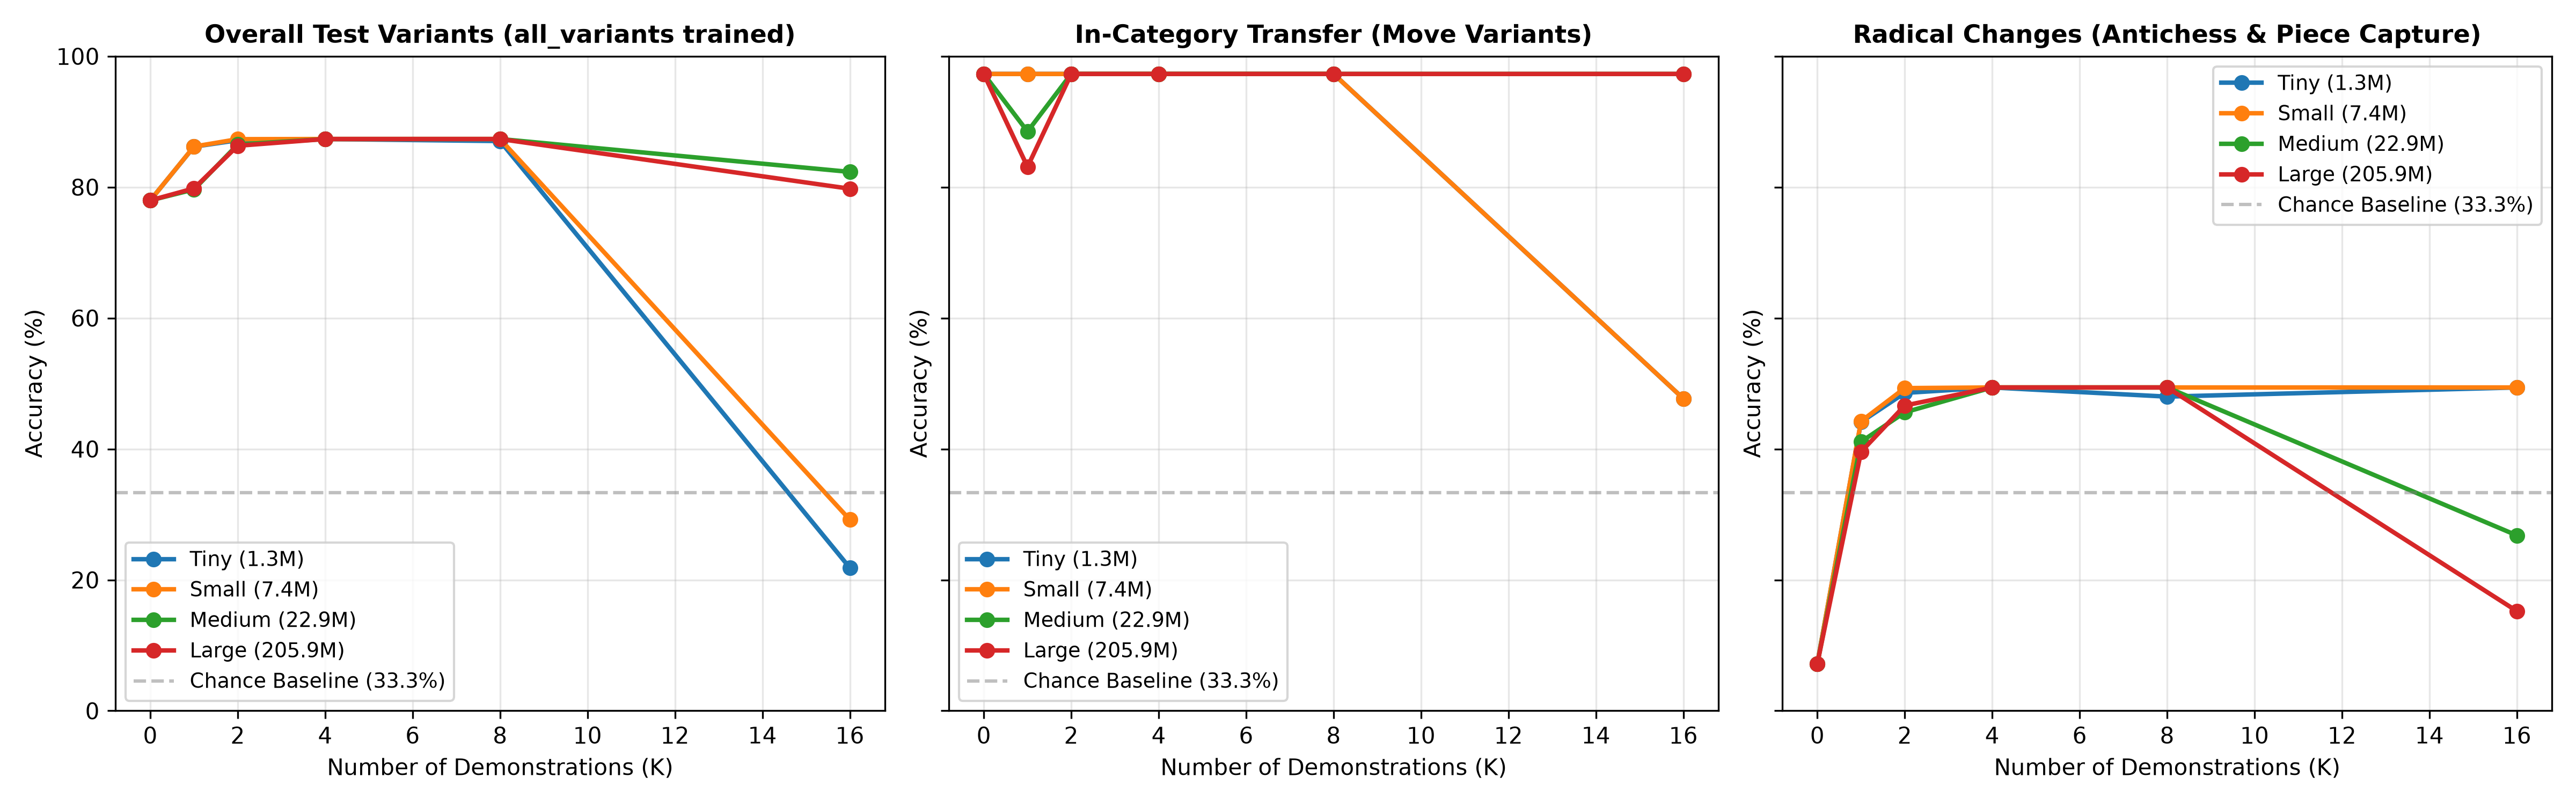 Overall Test Variants (all_variants trained)
100
80
60
40
20
0
Accuracy (%)
Tiny (1.3M)
Small (7.4M)
Medium (22.9M)
Large (205.9M)
Chance Baseline (33.3%)
0 2 4 6 8 10 12 14 16
Number of Demonstrations (K)
In-Category Transfer (Move Variants)
Accuracy (%)
Tiny (1.3M)
Small (7.4M)
Medium (22.9M)
Large (205.9M)
Chance Baseline (33.3%)
0 2 4 6 8 10 12 14 16
Number of Demonstrations (K)
Radical Changes (Antichess & Piece Capture)
Accuracy (%)
Tiny (1.3M)
Small (7.4M)
Medium (22.9M)
Large (205.9M)
Chance Baseline (33.3%)
0 2 4 6 8 10 12 14 16
Number of Demonstrations (K)